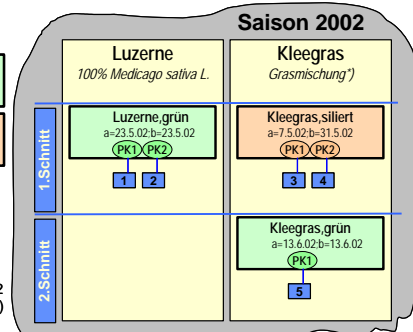 Saison 2002
Luzerne
100% Medicago sativa L.
Kleegras
Grasmischung*)
1.Schnitt
Luzerne,grün
a=23.5.02:b=23.5.02
PK1 PK2
1 2
Kleegras,siliert
a=7.5.02:b=31.5.02
PK1 PK2
3 4
2.Schnitt
Kleegras,grün
a=13.6.02:b=13.6.02
PK1
5